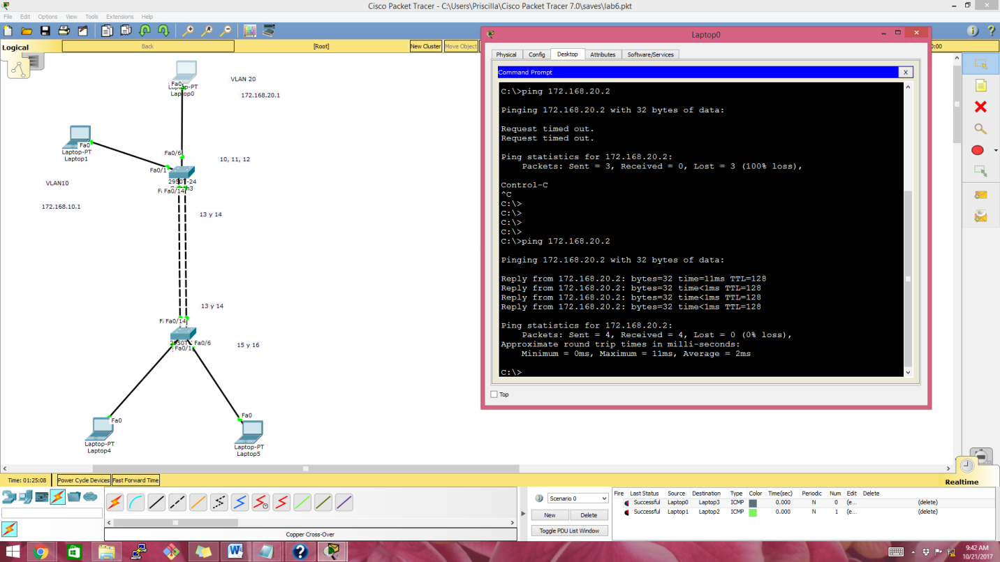 Cisco Packet Tracer - C:\Users\Priscilla\Cisco Packet Tracer 7.0\saves\lab6.pkt
File Edit Options View Tools Extensions Help
Logical
Back
[Root]
New Cluster
Move Object
0:00
Fa0
Laptop-PT
Laptop0
VLAN 20
172.168.20.1
Fa0
Laptop-PT
Laptop1
Fa0/6
Fa0/1
10, 11, 12
2950T-24
VLAN10
Fa0/14
172.168.10.1
13 y 14
13 y 14
Fa0/14
Fa0/6
Fa0/1
15 y 16
Fa0
Laptop-PT
Laptop4
Fa0
Laptop-PT
Laptop5
Laptop0
Physical Config Desktop Attributes Software/Services
Command Prompt
X
C:\>ping 172.168.20.2
Pinging 172.168.20.2 with 32 bytes of data:
Request timed out.
Request timed out.
Ping statistics for 172.168.20.2:
Packets: Sent = 3, Received = 0, Lost = 3 (100% loss),
Control-C
^C
C:\>
C:\>
C:\>
C:\>
C:\>ping 172.168.20.2
Pinging 172.168.20.2 with 32 bytes of data:
Reply from 172.168.20.2: bytes=32 time=11ms TTL=128
Reply from 172.168.20.2: bytes=32 time<1ms TTL=128
Reply from 172.168.20.2: bytes=32 time<1ms TTL=128
Reply from 172.168.20.2: bytes=32 time<1ms TTL=128
Ping statistics for 172.168.20.2:
Packets: Sent = 4, Received = 4, Lost = 0 (0% loss),
Approximate round trip times in milli-seconds:
Minimum = 0ms, Maximum = 11ms, Average = 2ms
C:\>
Top
Time: 01:25:08
Power Cycle Devices
Fast Forward Time
Realtime
Copper Cross-Over
Scenario 0
New
Delete
Toggle PDU List Window
Fire Last Status Source Destination Type Color Time(sec) Periodic Num Edit Delete
Successful Laptop0 Laptop3 ICMP 0.000 N 0 (e... (delete)
Successful Laptop1 Laptop2 ICMP 0.000 N 1 (e... (delete)
9:42 AM
10/21/2017